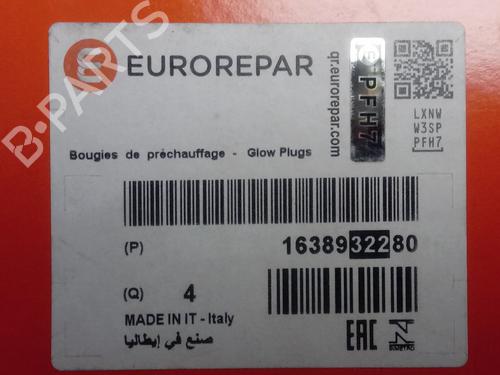 EUROREPAR
qr.eurorepar.com
PFH7
LXNW
W3SP
PFH7
Bougies de préchauffage - Glow Plugs
(P) 1638932280
(Q) 4
MADE IN IT - Italy
صنع في إيطاليا
EAC
B-PARTS